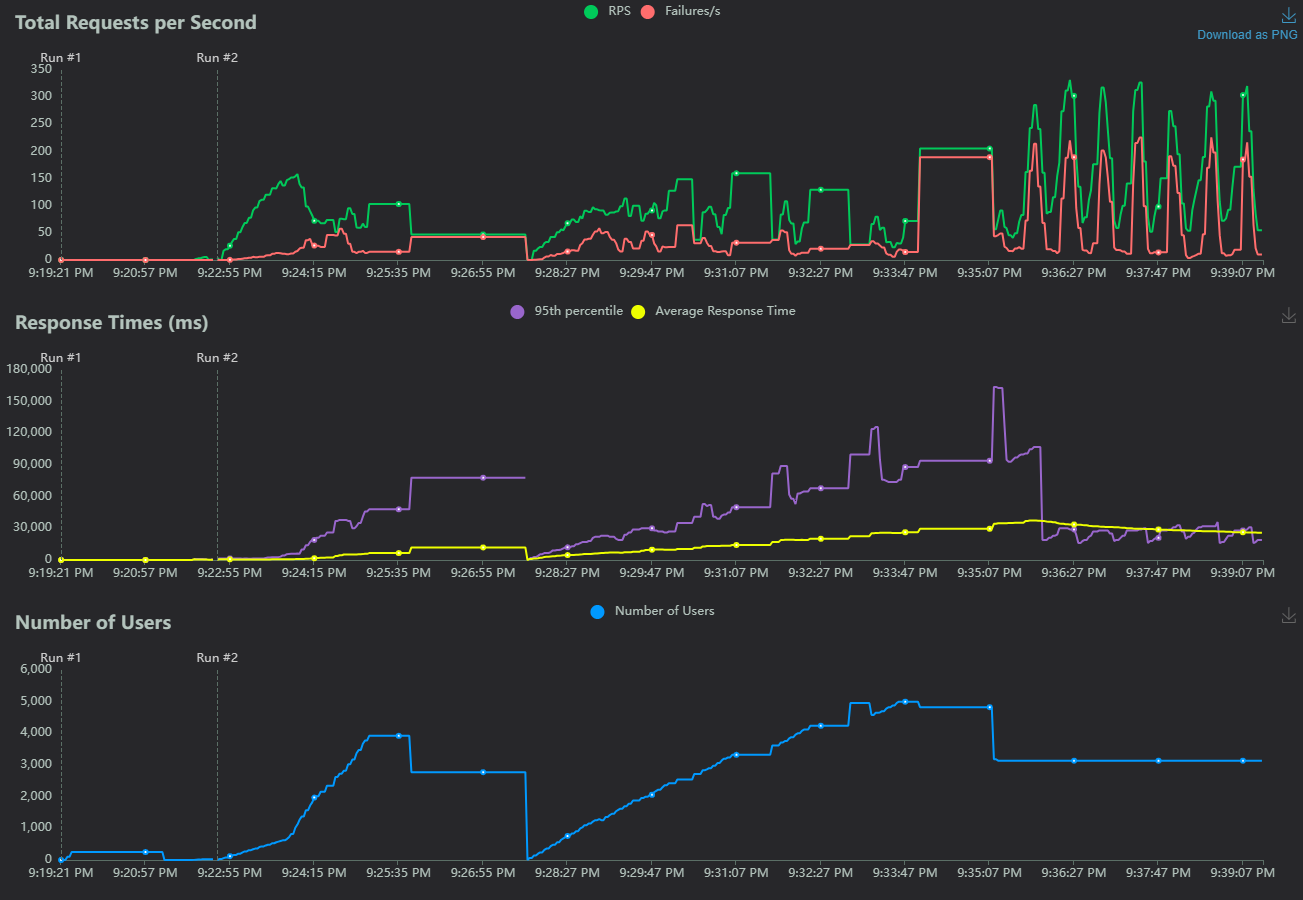 RPS Failures/s
Total Requests per Second
Download as PNG
Run #1 Run #2
350
300
250
200
150
100
50
0
9:19:21 PM 9:20:57 PM 9:22:55 PM 9:24:15 PM 9:25:35 PM 9:26:55 PM 9:28:27 PM 9:29:47 PM 9:31:07 PM 9:32:27 PM 9:33:47 PM 9:35:07 PM 9:36:27 PM 9:37:47 PM 9:39:07 PM
95th percentile Average Response Time
Response Times (ms)
Run #1 Run #2
180,000
150,000
120,000
90,000
60,000
30,000
0
9:19:21 PM 9:20:57 PM 9:22:55 PM 9:24:15 PM 9:25:35 PM 9:26:55 PM 9:28:27 PM 9:29:47 PM 9:31:07 PM 9:32:27 PM 9:33:47 PM 9:35:07 PM 9:36:27 PM 9:37:47 PM 9:39:07 PM
Number of Users
Number of Users
Run #1 Run #2
6,000
5,000
4,000
3,000
2,000
1,000
0
9:19:21 PM 9:20:57 PM 9:22:55 PM 9:24:15 PM 9:25:35 PM 9:26:55 PM 9:28:27 PM 9:29:47 PM 9:31:07 PM 9:32:27 PM 9:33:47 PM 9:35:07 PM 9:36:27 PM 9:37:47 PM 9:39:07 PM